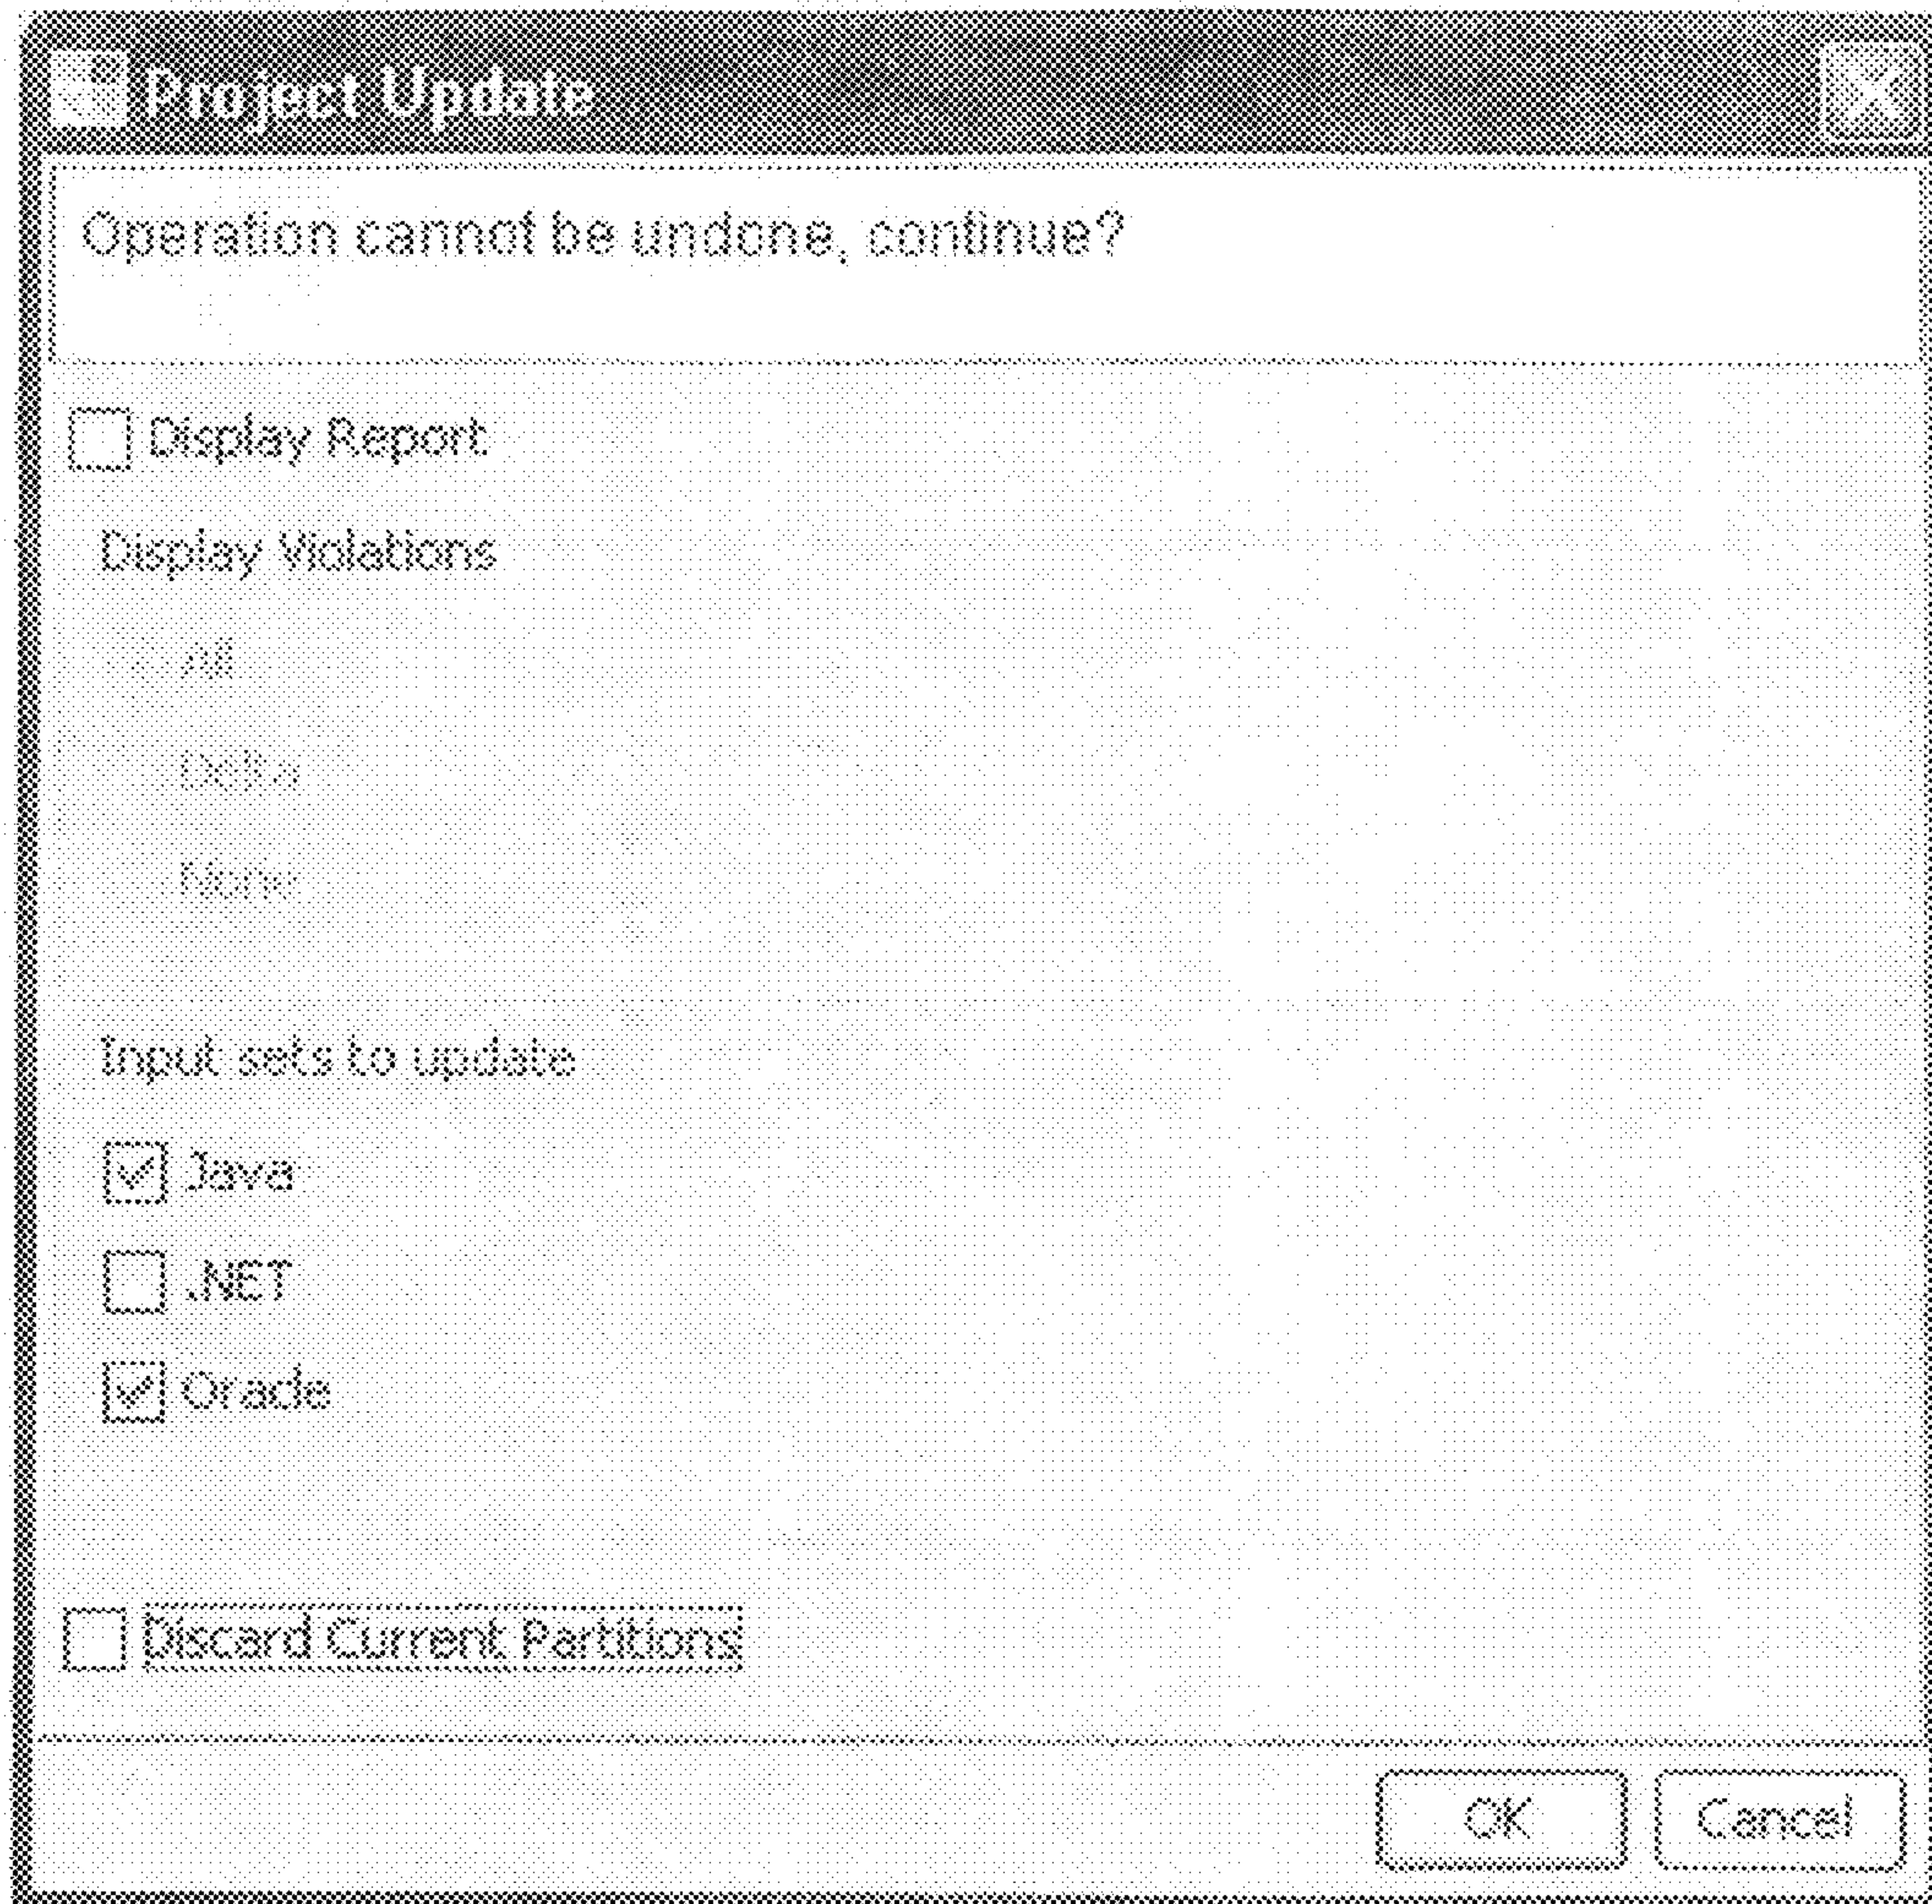 Project Update
Operation cannot be undone, continue?
Display Report
Display Violations
All
Delta
None
Input sets to update
Java
.NET
Oracle
Discard Current Partitions
OK Cancel